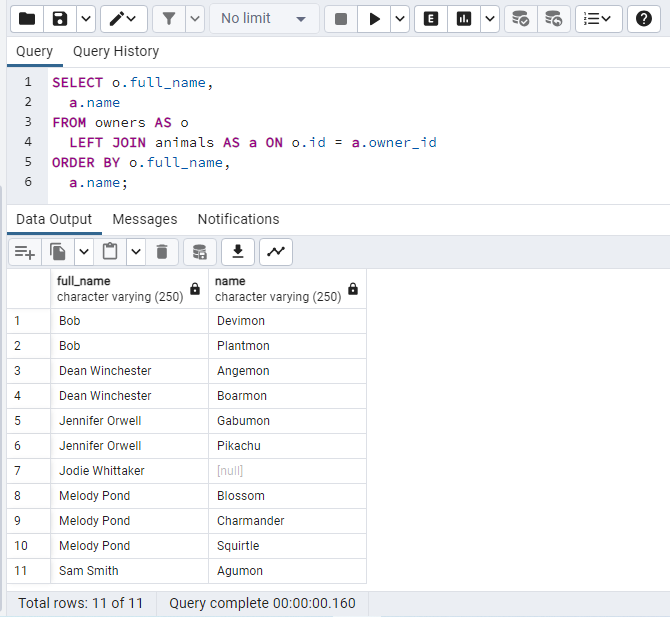 No limit
E
Query Query History
1 SELECT o.full_name,
2 a.name
3 FROM owners AS o
4 LEFT JOIN animals AS a ON o.id = a.owner_id
5 ORDER BY o.full_name,
6 a.name;
Data Output Messages Notifications
full_name name
character varying (250) character varying (250)
1 Bob Devimon
2 Bob Plantmon
3 Dean Winchester Angemon
4 Dean Winchester Boarmon
5 Jennifer Orwell Gabumon
6 Jennifer Orwell Pikachu
7 Jodie Whittaker [null]
8 Melody Pond Blossom
9 Melody Pond Charmander
10 Melody Pond Squirtle
11 Sam Smith Agumon
Total rows: 11 of 11 Query complete 00:00:00.160